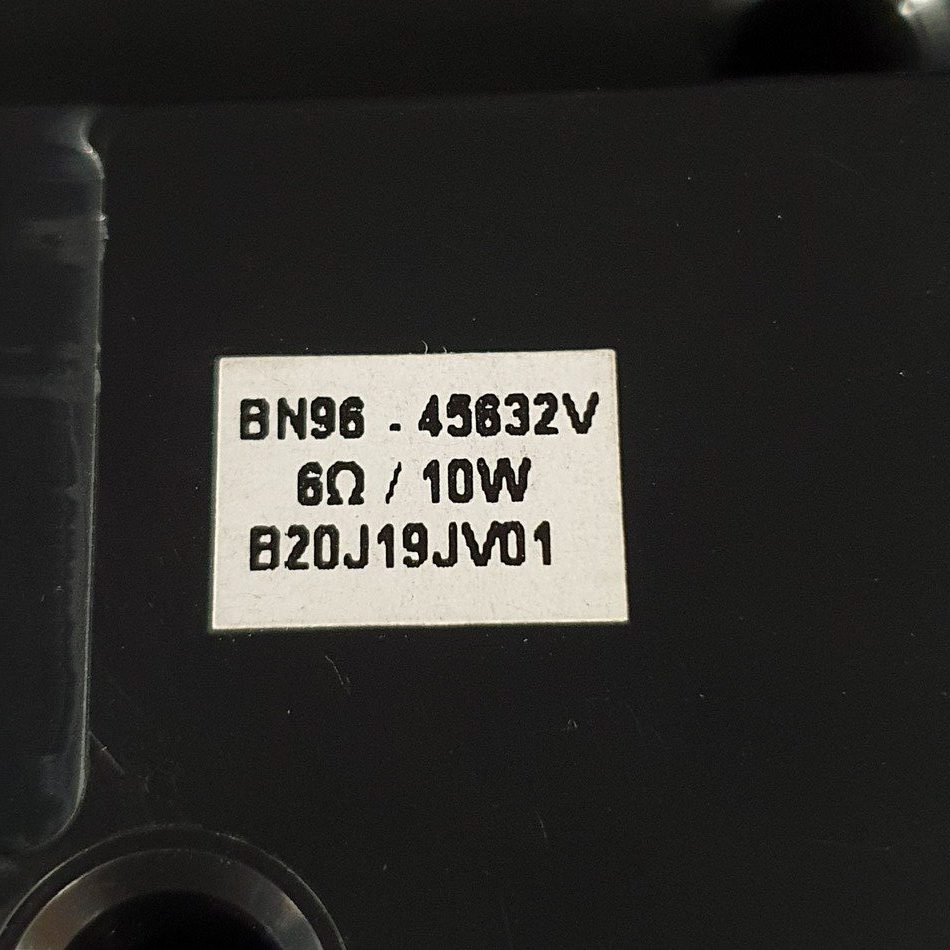 BN96 - 45632V
6Ω / 10W
B20J19JV01